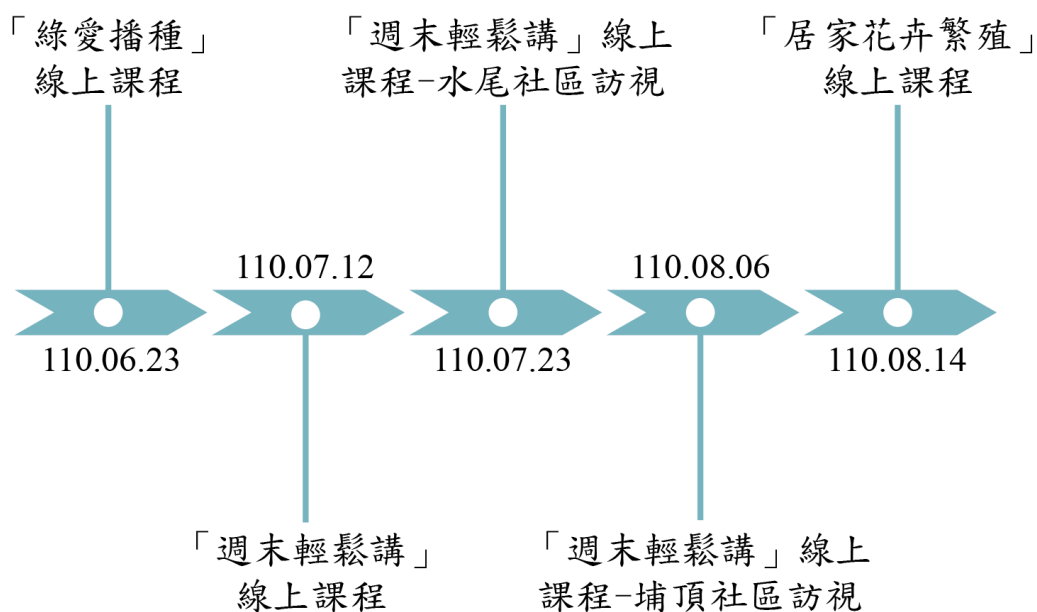 「綠愛播種」
線上課程
110.06.23
110.07.12
「週末輕鬆講」
線上課程
「週末輕鬆講」線上
課程-水尾社區訪視
110.07.23
110.08.06
「週末輕鬆講」線上
課程-埔頂社區訪視
「居家花卉繁殖」
線上課程
110.08.14